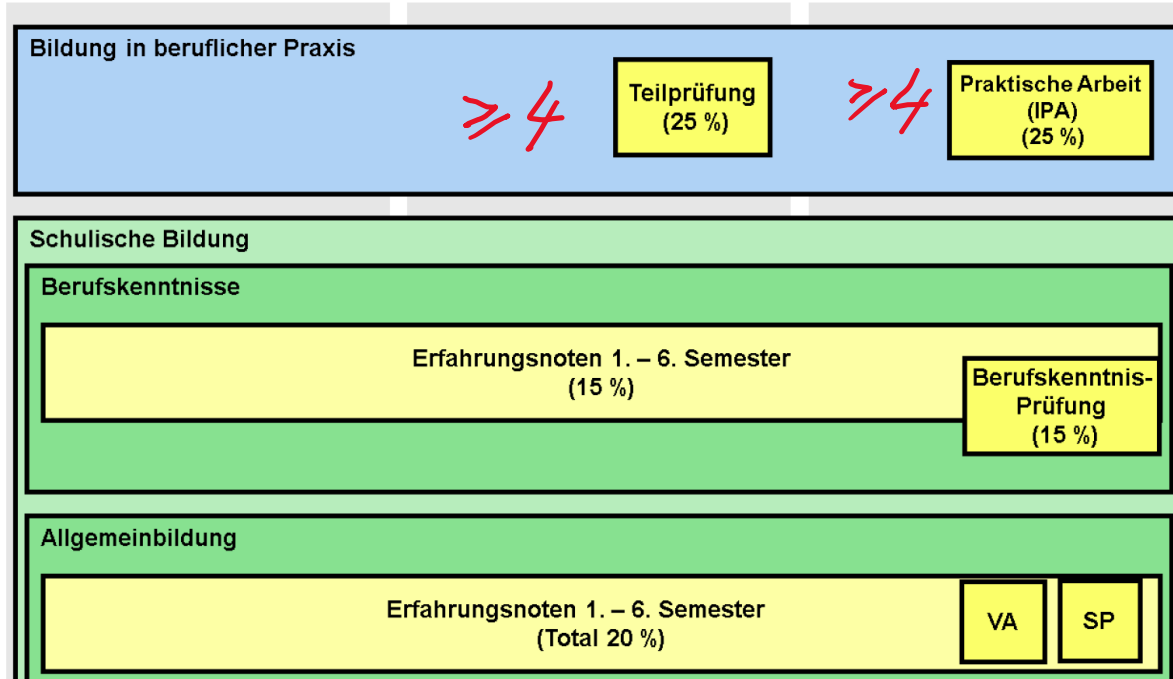 Bildung in beruflicher Praxis
≥ 4
Teilprüfung
(25 %)
≥ 4
Praktische Arbeit
(IPA)
(25 %)
Schulische Bildung
Berufskenntnisse
Erfahrungsnoten 1. – 6. Semester
(15 %)
Berufskenntnis-
Prüfung
(15 %)
Allgemeinbildung
Erfahrungsnoten 1. – 6. Semester
(Total 20 %)
VA
SP